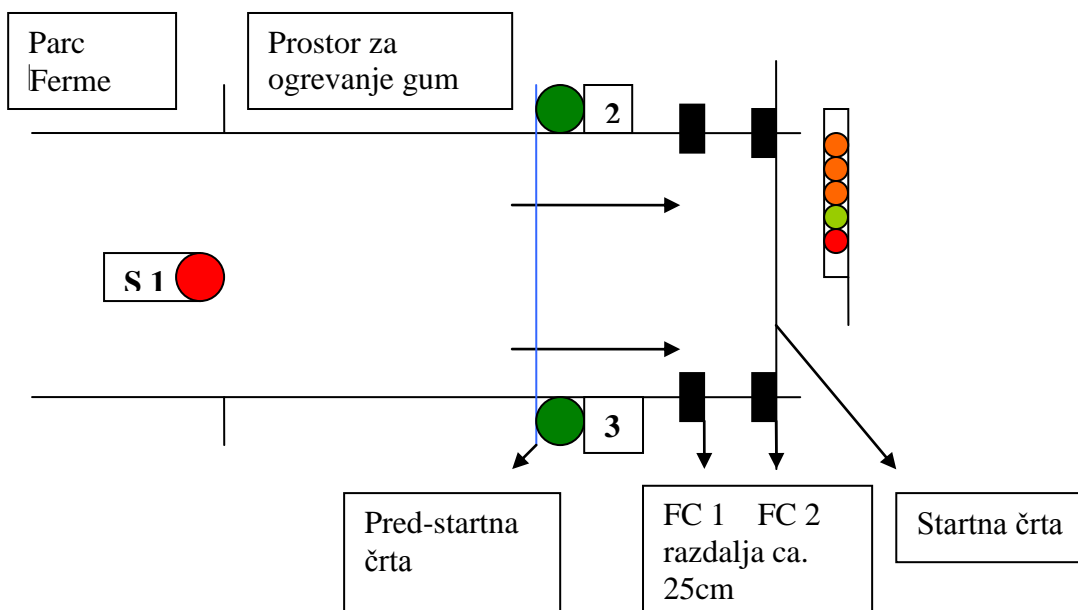 Parc
Ferme
Prostor za
ogrevanje gum
2
S 1
3
Pred-startna
črta
FC 1    FC 2
razdalja ca.
25cm
Startna črta